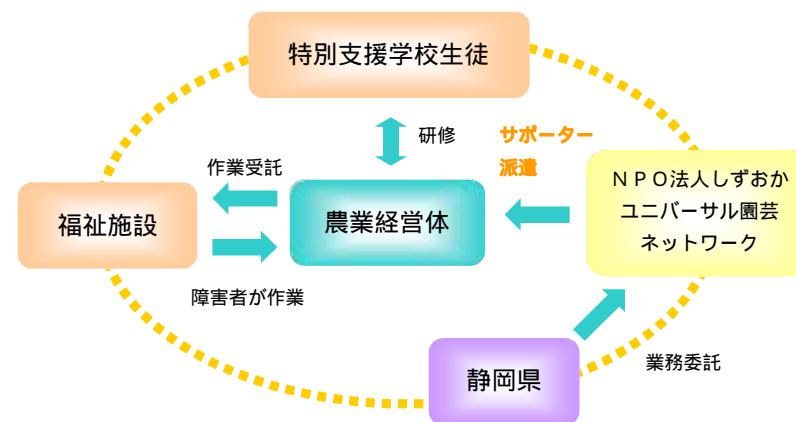 特別支援学校生徒
研修
サポーター
派遣
作業受託
ＮＰＯ法人しずおか
ユニバーサル園芸
ネットワーク
福祉施設
農業経営体
障害者が作業
静岡県
業務委託